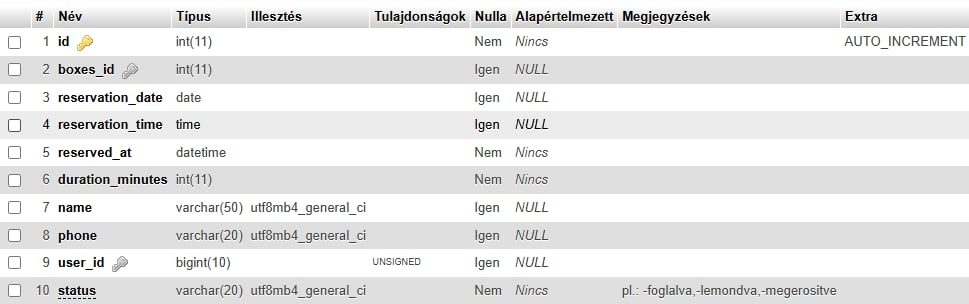 # Név Típus Illesztés Tulajdonságok Nulla Alapértelmezett Megjegyzések Extra
1 id int(11) Nem Nincs AUTO_INCREMENT
2 boxes_id int(11) Igen NULL
3 reservation_date date Igen NULL
4 reservation_time time Igen NULL
5 reserved_at datetime Nem Nincs
6 duration_minutes int(11) Nem Nincs
7 name varchar(50) utf8mb4_general_ci Igen NULL
8 phone varchar(20) utf8mb4_general_ci Igen NULL
9 user_id bigint(10) UNSIGNED Igen NULL
10 status varchar(20) utf8mb4_general_ci Nem Nincs pl.: -foglalva,-lemondva,-megerositve